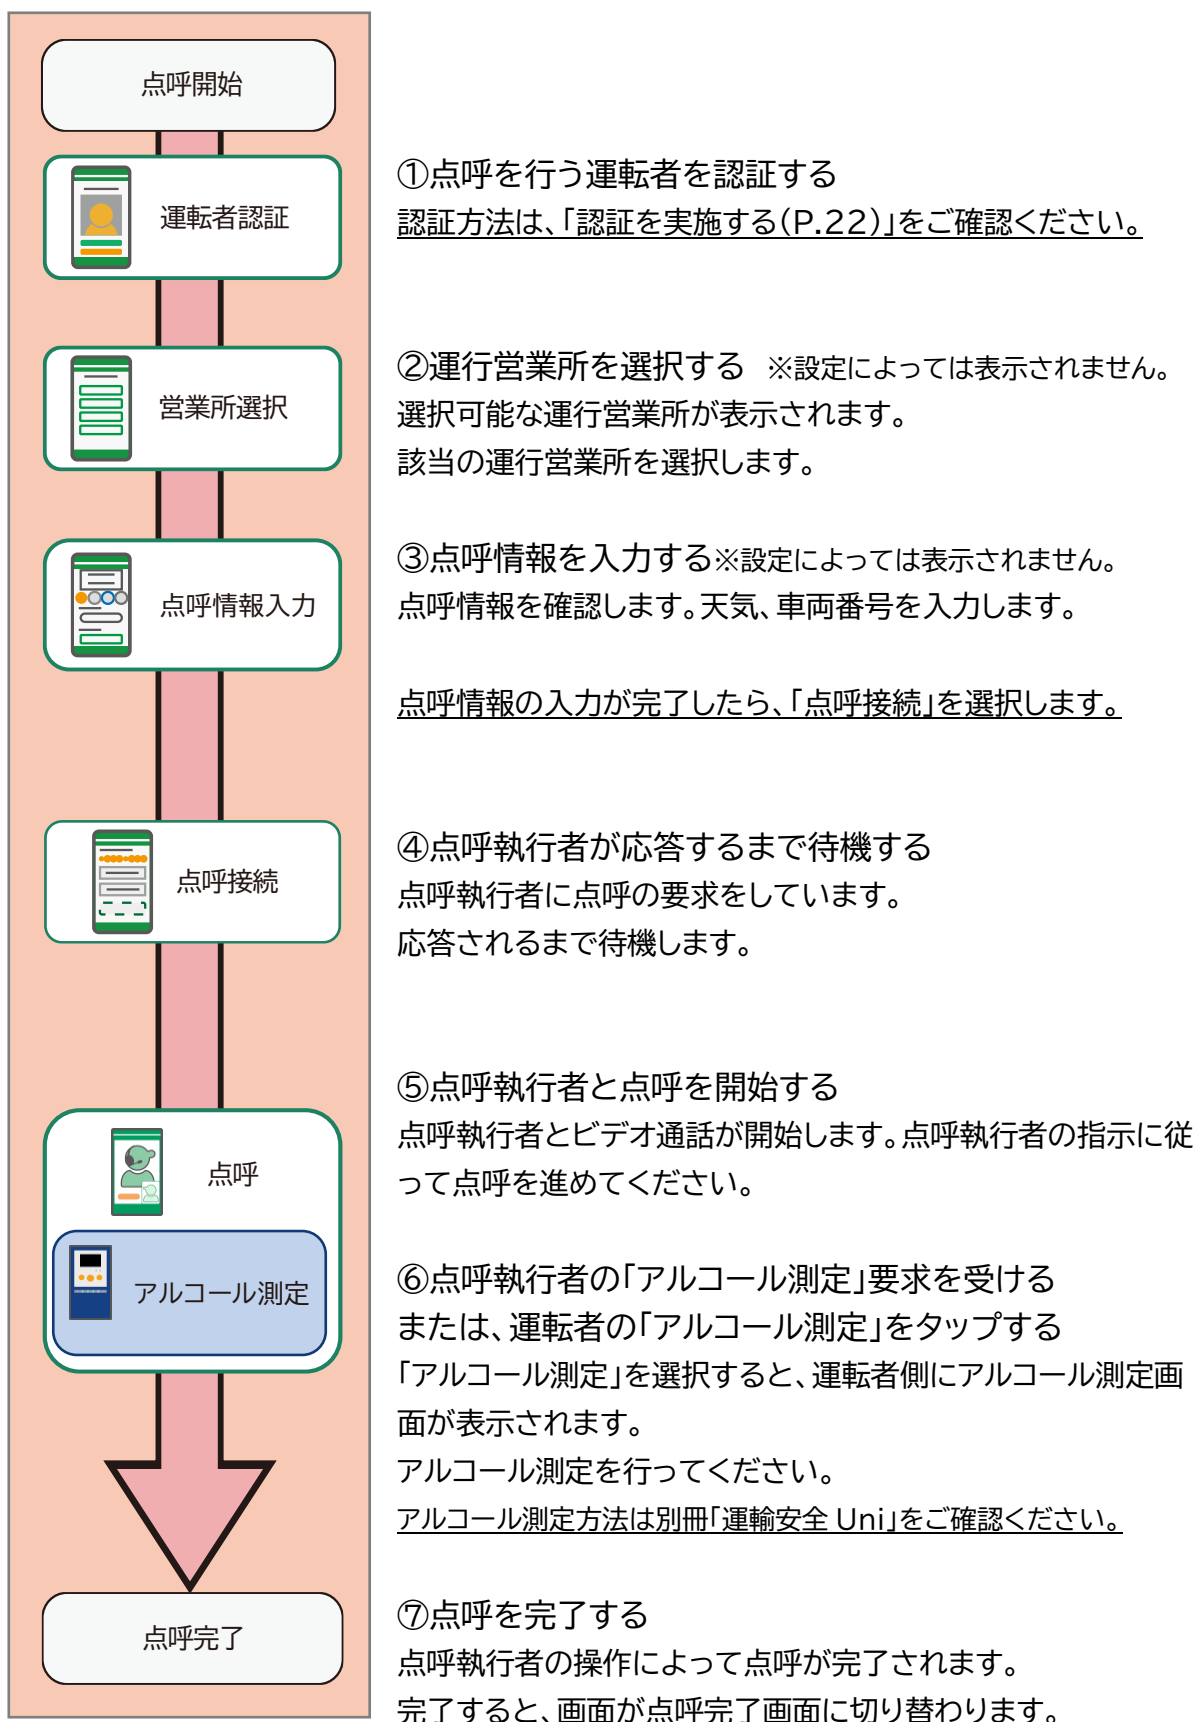 点呼開始
運転者認証
①点呼を行う運転者を認証する
認証方法は、「認証を実施する(P.22)」をご確認ください。
営業所選択
②運行営業所を選択する ※設定によっては表示されません。
選択可能な運行営業所が表示されます。
該当の運行営業所を選択します。
点呼情報入力
③点呼情報を入力する※設定によっては表示されません。
点呼情報を確認します。天気、車両番号を入力します。
点呼情報の入力が完了したら、「点呼接続」を選択します。
点呼接続
④点呼執行者が応答するまで待機する
点呼執行者に点呼の要求をしています。
応答されるまで待機します。
点呼
⑤点呼執行者と点呼を開始する
点呼執行者とビデオ通話が開始します。点呼執行者の指示に従
って点呼を進めてください。
アルコール測定
⑥点呼執行者の「アルコール測定」要求を受ける
または、運転者の「アルコール測定」をタップする
「アルコール測定」を選択すると、運転者側にアルコール測定画
面が表示されます。
アルコール測定を行ってください。
アルコール測定方法は別冊「運輸安全 Uni」をご確認ください。
点呼完了
⑦点呼を完了する
点呼執行者の操作によって点呼が完了されます。
完了すると、画面が点呼完了画面に切り替わります。